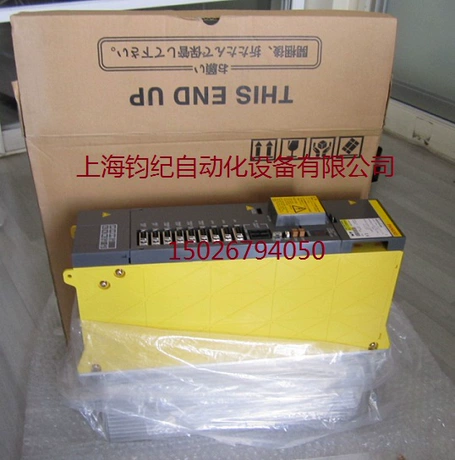 THIS END UP
お願い
開梱後、折たたんで保管して下さい。
上海钧纪自动化设备有限公司
15026794050